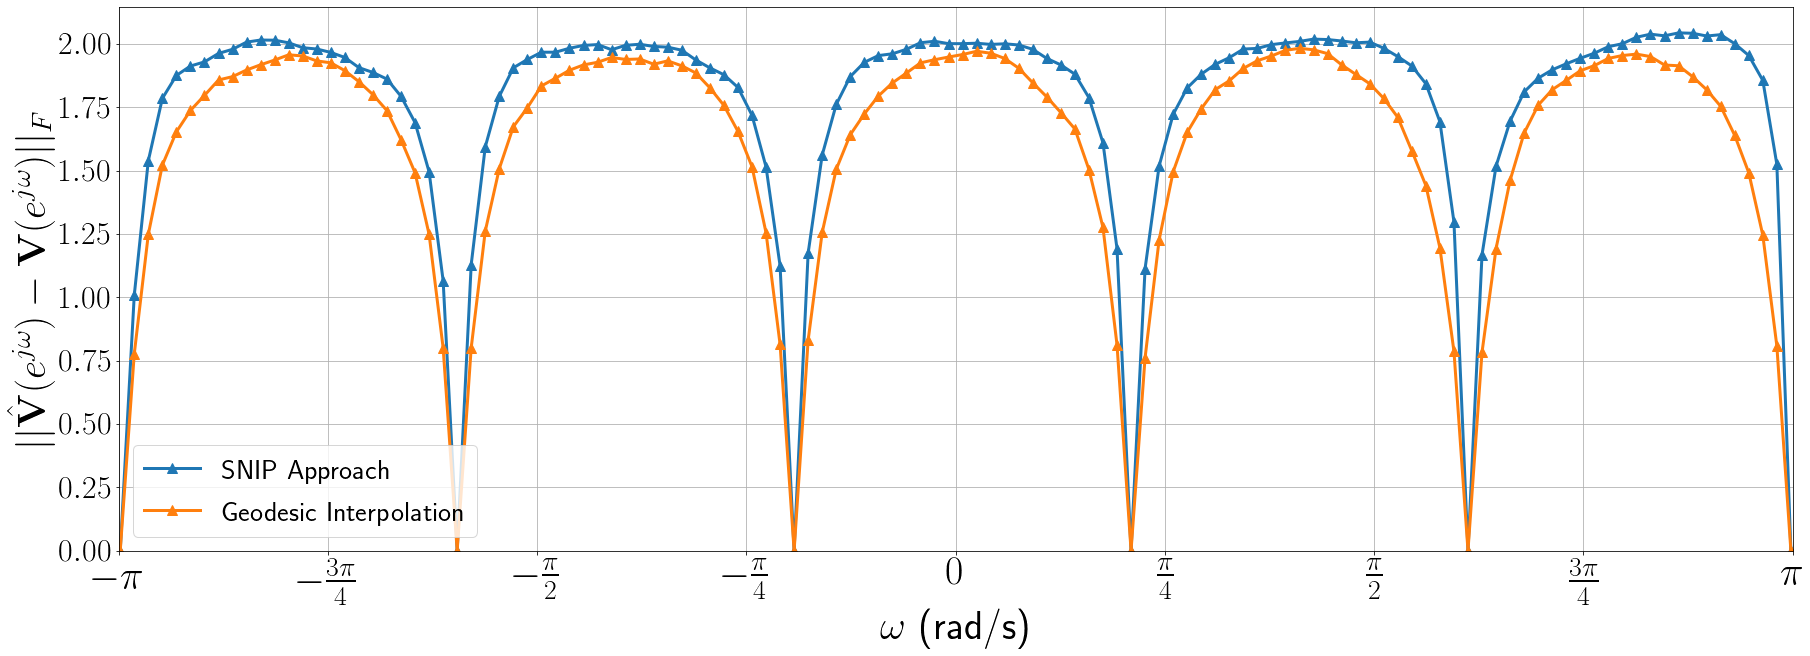 ||V̂(e^{jω}) − V(e^{jω})||_F
2.00
1.75
1.50
1.25
1.00
0.75
0.50
0.25
0.00
SNIP Approach
Geodesic Interpolation
−π −3π/4 −π/2 −π/4 0 π/4 π/2 3π/4 π
ω (rad/s)